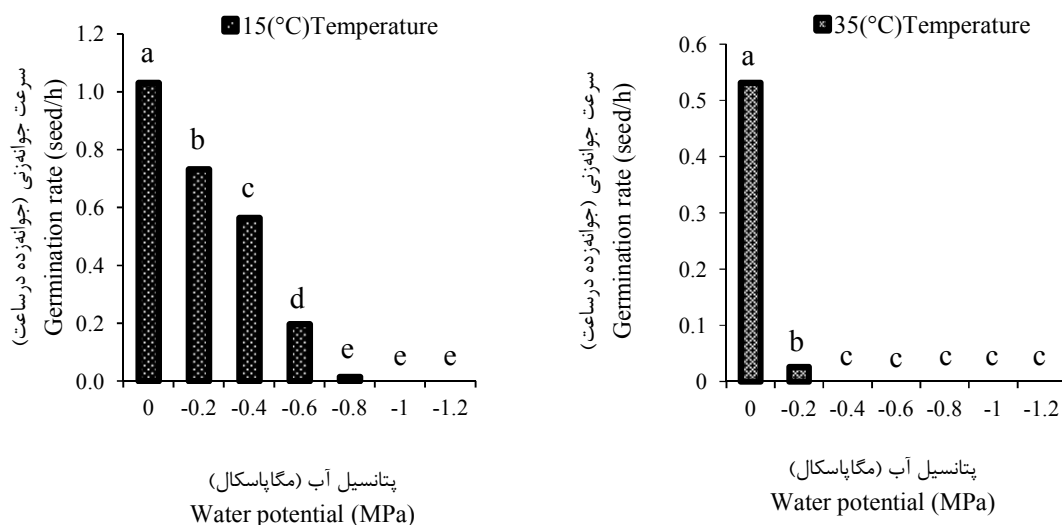 15(°C)Temperature
سرعت جوانه‌زنی (جوانه‌زده درساعت)
Germination rate (seed/h)
1.2
1.0
0.8
0.6
0.4
0.2
0.0
a
b
c
d
e
e
e
0 -0.2 -0.4 -0.6 -0.8 -1 -1.2
پتانسیل آب (مگاپاسکال)
Water potential (MPa)
35(°C)Temperature
سرعت جوانه‌زنی (جوانه‌زده درساعت)
Germination rate (seed/h)
0.6
0.5
0.4
0.3
0.2
0.1
0
a
b
c c c c c
0 -0.2 -0.4 -0.6 -0.8 -1 -1.2
پتانسیل آب (مگاپاسکال)
Water potential (MPa)